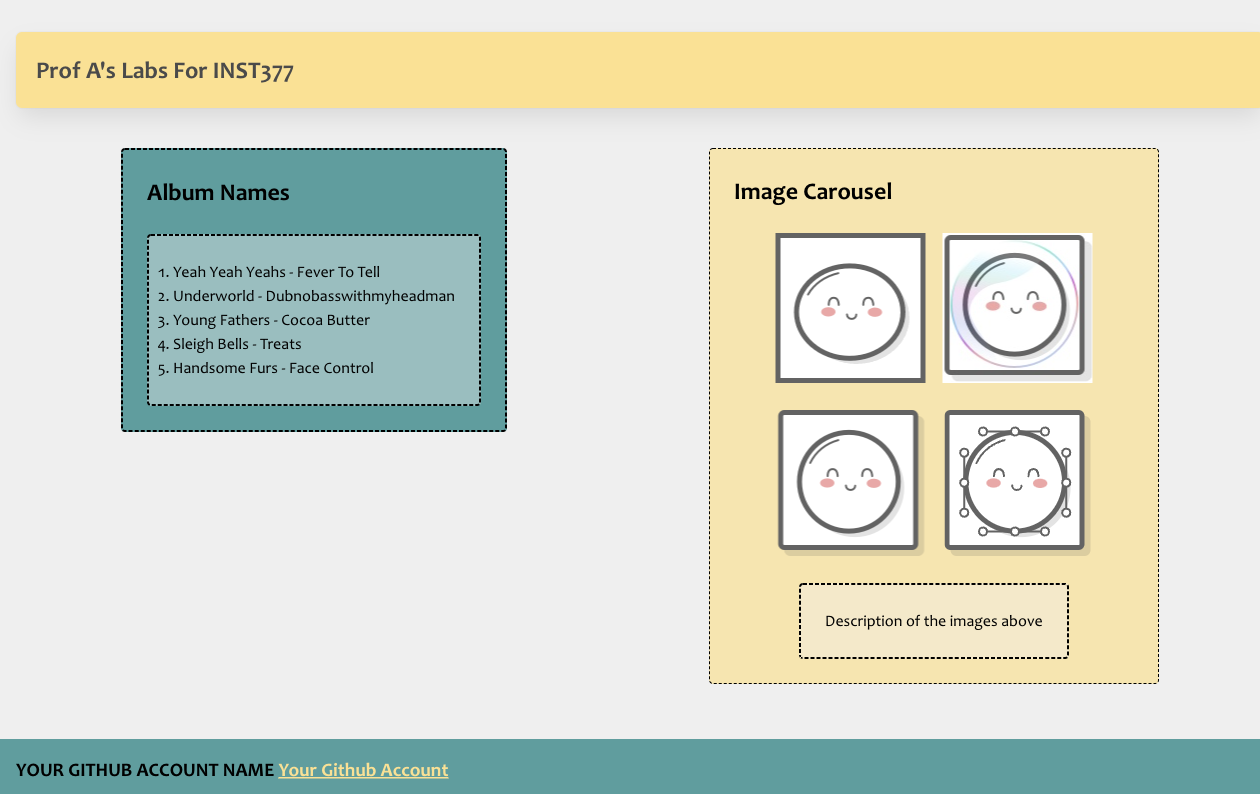 Prof A's Labs For INST377
Album Names
1. Yeah Yeah Yeahs - Fever To Tell
2. Underworld - Dubnobasswithmyheadman
3. Young Fathers - Cocoa Butter
4. Sleigh Bells - Treats
5. Handsome Furs - Face Control
Image Carousel
Description of the images above
YOUR GITHUB ACCOUNT NAME Your Github Account